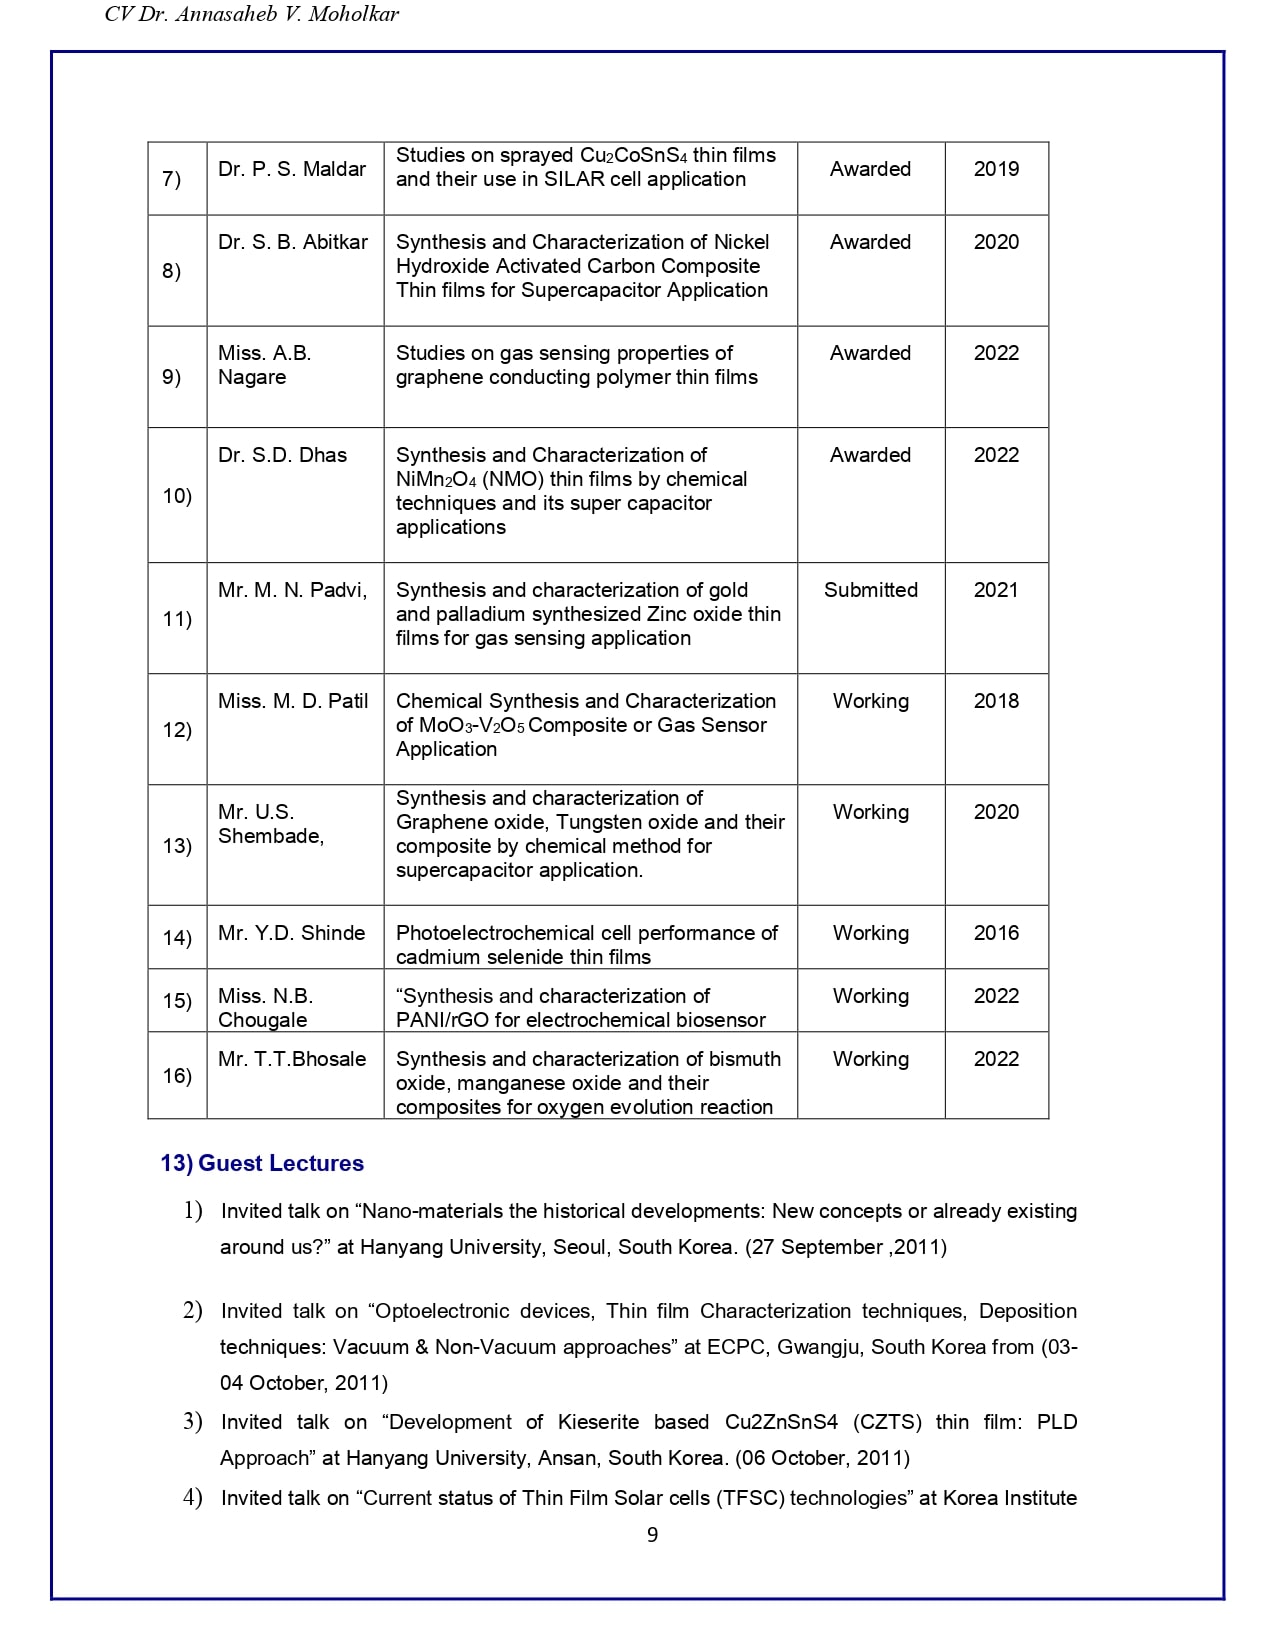 CV Dr. Annasaheb V. Moholkar
7)
Dr. P. S. Maldar
Studies on sprayed Cu₂CoSnS₄ thin films
and their use in SILAR cell application
Awarded
2019
8)
Dr. S. B. Abitkar
Synthesis and Characterization of Nickel
Hydroxide Activated Carbon Composite
Thin films for Supercapacitor Application
Awarded
2020
9)
Miss. A.B.
Nagare
Studies on gas sensing properties of
graphene conducting polymer thin films
Awarded
2022
10)
Dr. S.D. Dhas
Synthesis and Characterization of
NiMn₂O₄ (NMO) thin films by chemical
techniques and its super capacitor
applications
Awarded
2022
11)
Mr. M. N. Padvi,
Synthesis and characterization of gold
and palladium synthesized Zinc oxide thin
films for gas sensing application
Submitted
2021
12)
Miss. M. D. Patil
Chemical Synthesis and Characterization
of MoO₃-V₂O₅ Composite or Gas Sensor
Application
Working
2018
13)
Mr. U.S.
Shembade,
Synthesis and characterization of
Graphene oxide, Tungsten oxide and their
composite by chemical method for
supercapacitor application.
Working
2020
14)
Mr. Y.D. Shinde
Photoelectrochemical cell performance of
cadmium selenide thin films
Working
2016
15)
Miss. N.B.
Chougale
“Synthesis and characterization of
PANI/rGO for electrochemical biosensor
Working
2022
16)
Mr. T.T.Bhosale
Synthesis and characterization of bismuth
oxide, manganese oxide and their
composites for oxygen evolution reaction
Working
2022
13) Guest Lectures
1) Invited talk on “Nano-materials the historical developments: New concepts or already existing
around us?” at Hanyang University, Seoul, South Korea. (27 September ,2011)
2) Invited talk on “Optoelectronic devices, Thin film Characterization techniques, Deposition
techniques: Vacuum & Non-Vacuum approaches” at ECPC, Gwangju, South Korea from (03-
04 October, 2011)
3) Invited talk on “Development of Kieserite based Cu2ZnSnS4 (CZTS) thin film: PLD
Approach” at Hanyang University, Ansan, South Korea. (06 October, 2011)
4) Invited talk on “Current status of Thin Film Solar cells (TFSC) technologies” at Korea Institute
9